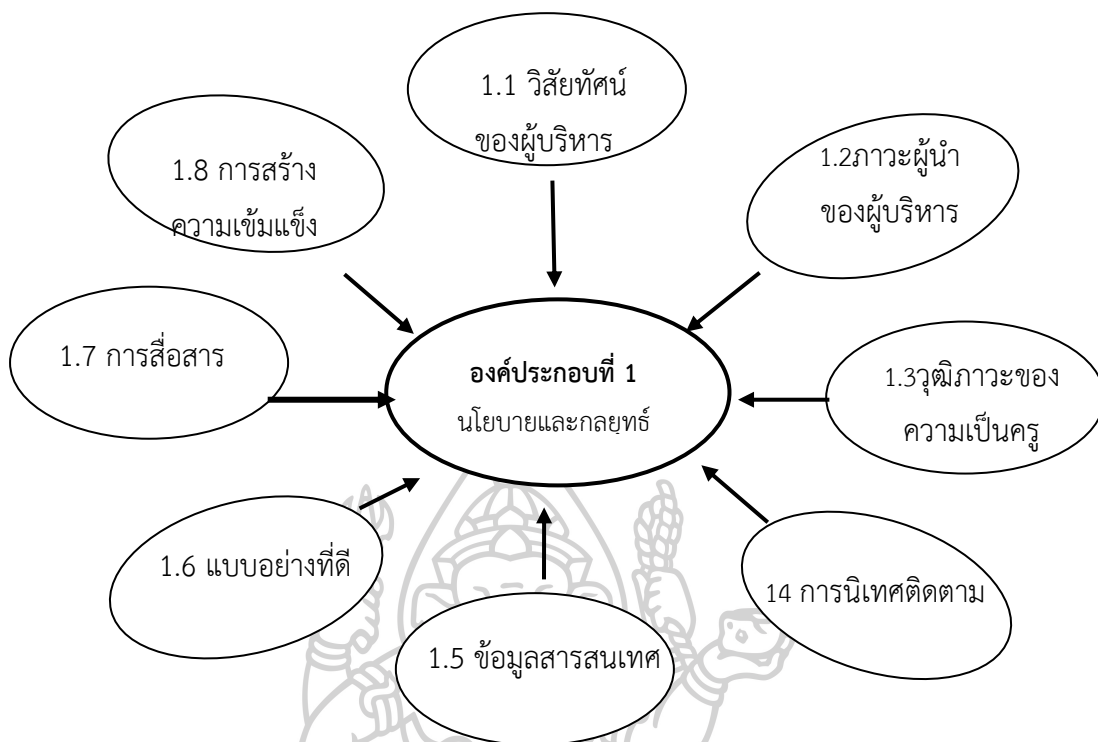 1.1 วิสัยทัศน์
ของผู้บริหาร
1.2ภาวะผู้นำ
ของผู้บริหาร
1.3วุฒิภาวะของ
ความเป็นครู
14 การนิเทศติดตาม
1.5 ข้อมูลสารสนเทศ
1.6 แบบอย่างที่ดี
1.7 การสื่อสาร
1.8 การสร้าง
ความเข้มแข็ง
องค์ประกอบที่ 1
นโยบายและกลยุทธ์